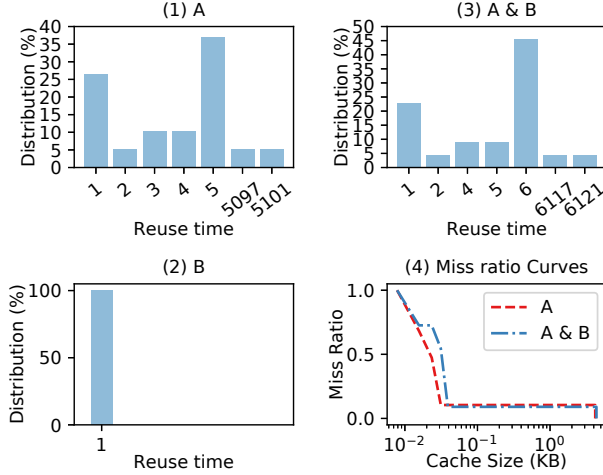 (1) A
Distribution (%)
40
35
30
25
20
15
10
5
0
1 2 3 4 5 5097 5101
Reuse time
(3) A & B
Distribution (%)
50
45
40
35
30
25
20
15
10
5
0
1 2 4 5 6 6117 6121
Reuse time
(2) B
Distribution (%)
100
50
0
1
Reuse time
(4) Miss ratio Curves
Miss Ratio
1.0
0.5
0.0
A
A & B
10⁻² 10⁻¹ 10⁰
Cache Size (KB)